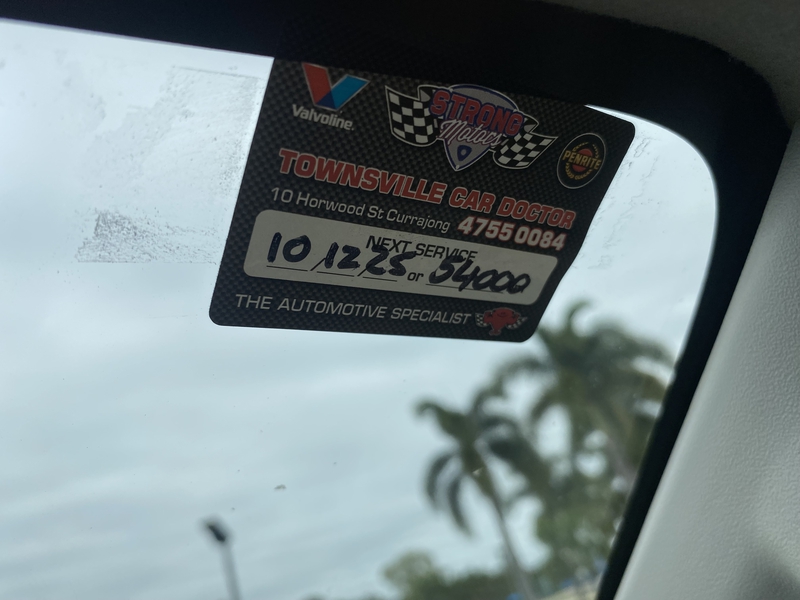 Valvoline.
STRONG
Motors
PENRITE
TOWNSVILLE CAR DOCTOR
10 Horwood St Currajong 4755 0084
NEXT SERVICE
10/12/25 or 54000
THE AUTOMOTIVE SPECIALIST